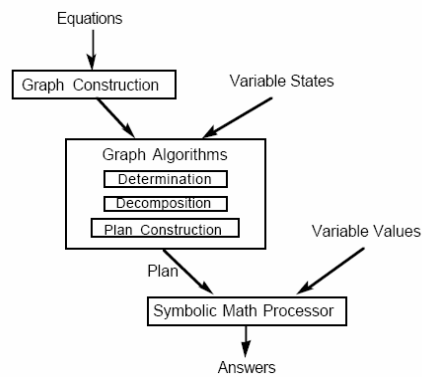 Equations
Graph Construction
Variable States
Graph Algorithms
Determination
Decomposition
Plan Construction
Variable Values
Plan
Symbolic Math Processor
Answers